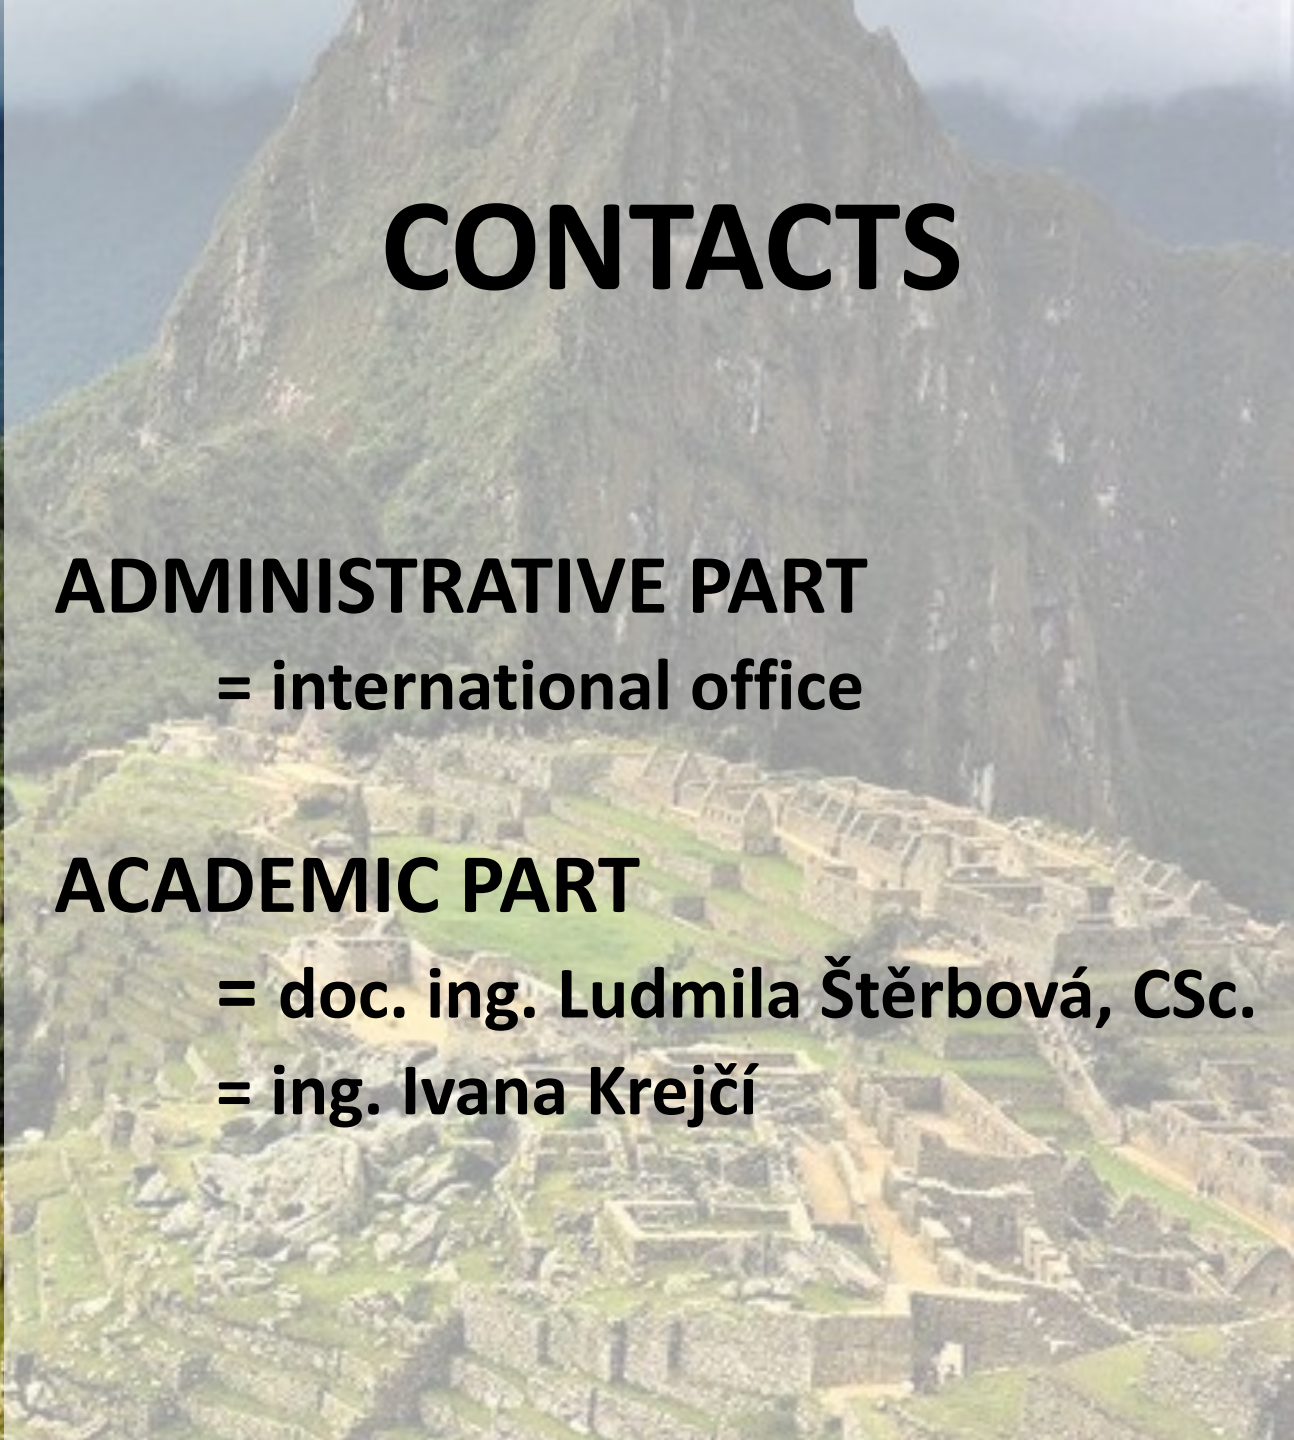 CONTACTS
ADMINISTRATIVE PART
= international office
ACADEMIC PART
= doc. ing. Ludmila Štěrbová, CSc.
= ing. Ivana Krejčí